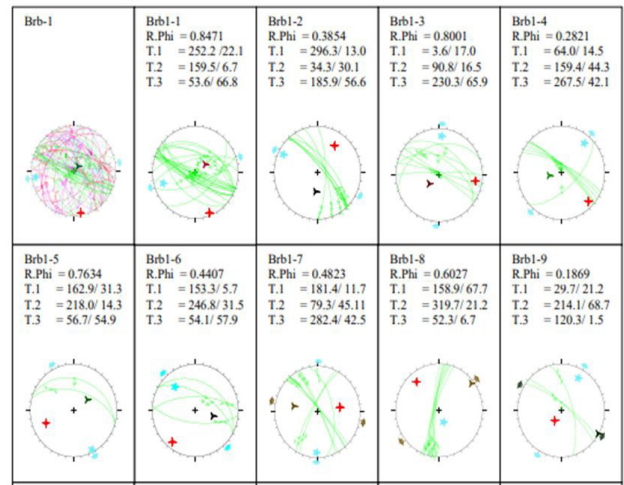 Brb-1
Brb1-1
R.Phi = 0.8471
T.1 = 252.2 /22.1
T.2 = 159.5/ 6.7
T.3 = 53.6/ 66.8
Brb1-2
R.Phi = 0.3854
T.1 = 296.3/ 13.0
T.2 = 34.3/ 30.1
T.3 = 185.9/ 56.6
Brb1-3
R.Phi = 0.8001
T.1 = 3.6/ 17.0
T.2 = 90.8/ 16.5
T.3 = 230.3/ 65.9
Brb1-4
R.Phi = 0.2821
T.1 = 64.0/ 14.5
T.2 = 159.4/ 44.3
T.3 = 267.5/ 42.1
Brb1-5
R.Phi = 0.7634
T.1 = 162.9/ 31.3
T.2 = 218.0/ 14.3
T.3 = 56.7/ 54.9
Brb1-6
R.Phi = 0.4407
T.1 = 153.3/ 5.7
T.2 = 246.8/ 31.5
T.3 = 54.1/ 57.9
Brb1-7
R.Phi = 0.4823
T.1 = 181.4/ 11.7
T.2 = 79.3/ 45.11
T.3 = 282.4/ 42.5
Brb1-8
R.Phi = 0.6027
T.1 = 158.9/ 67.7
T.2 = 319.7/ 21.2
T.3 = 52.3/ 6.7
Brb1-9
R.Phi = 0.1869
T.1 = 29.7/ 21.2
T.2 = 214.1/ 68.7
T.3 = 120.3/ 1.5